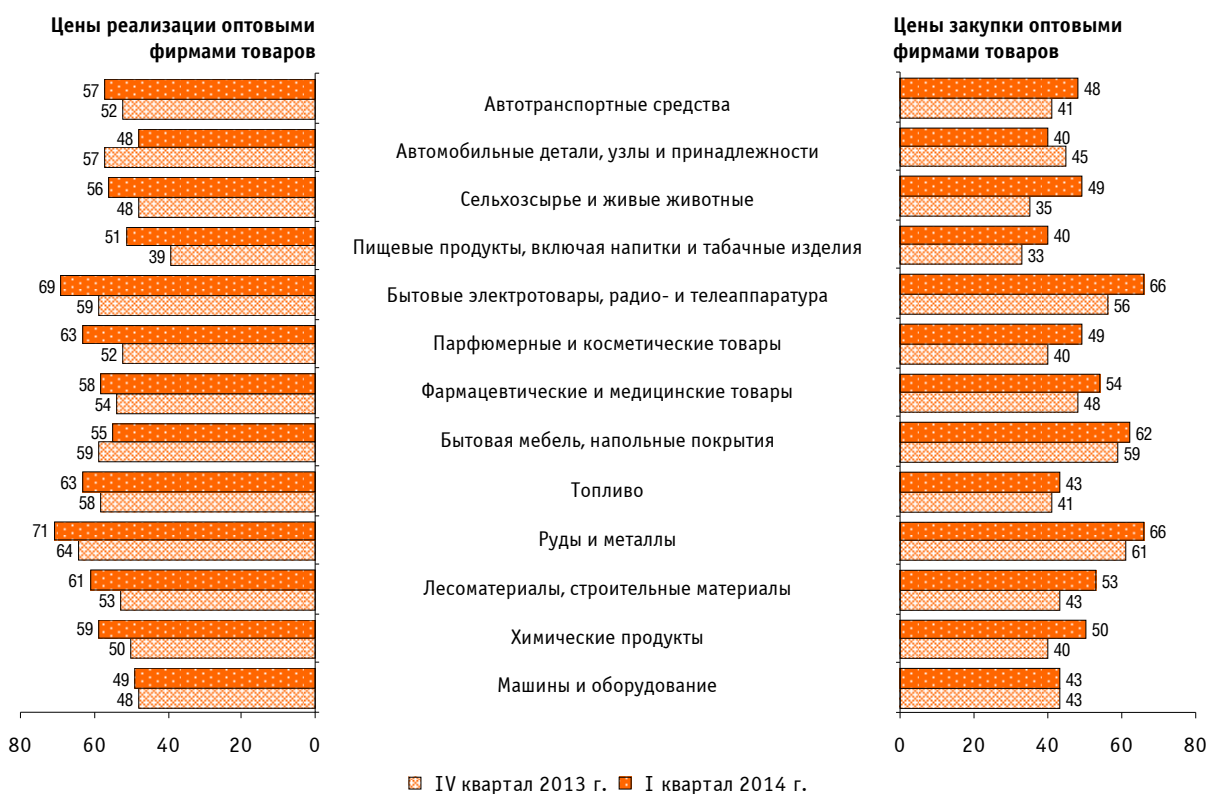 Цены реализации оптовыми
фирмами товаров
Цены закупки оптовыми
фирмами товаров
57
52
Автотранспортные средства
48
41
48
57
Автомобильные детали, узлы и принадлежности
40
45
56
48
Сельхозсырье и живые животные
49
35
51
39
Пищевые продукты, включая напитки и табачные изделия
40
33
69
59
Бытовые электротовары, радио- и телеаппаратура
66
56
63
52
Парфюмерные и косметические товары
49
40
58
54
Фармацевтические и медицинские товары
54
48
55
59
Бытовая мебель, напольные покрытия
62
59
63
58
Топливо
43
41
71
64
Руды и металлы
66
61
61
53
Лесоматериалы, строительные материалы
53
43
59
50
Химические продукты
50
40
49
48
Машины и оборудование
43
43
80 60 40 20 0
0 20 40 60 80
IV квартал 2013 г. I квартал 2014 г.